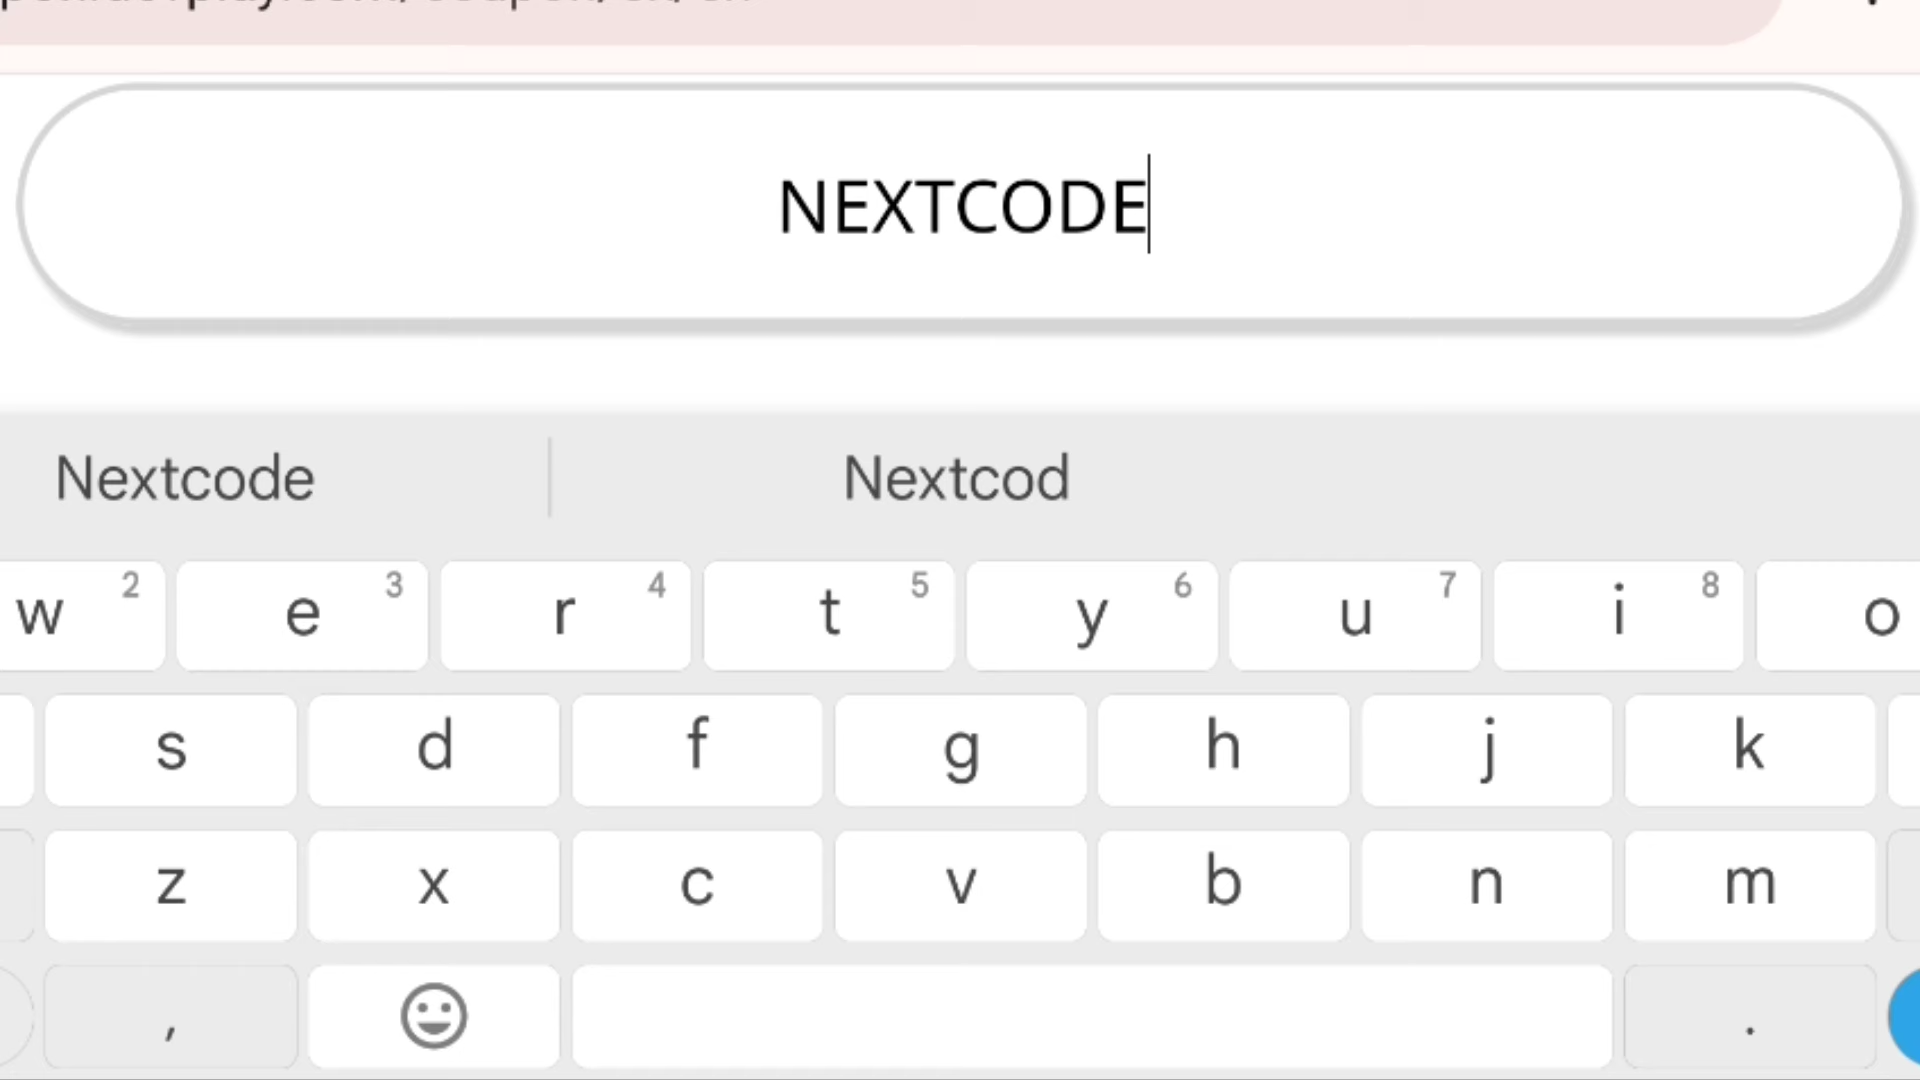 NEXTCODE
Nextcode Nextcod
w 2 e 3 r 4 t 5 y 6 u 7 i 8 o
s d f g h j k
z x c v b n m
, .